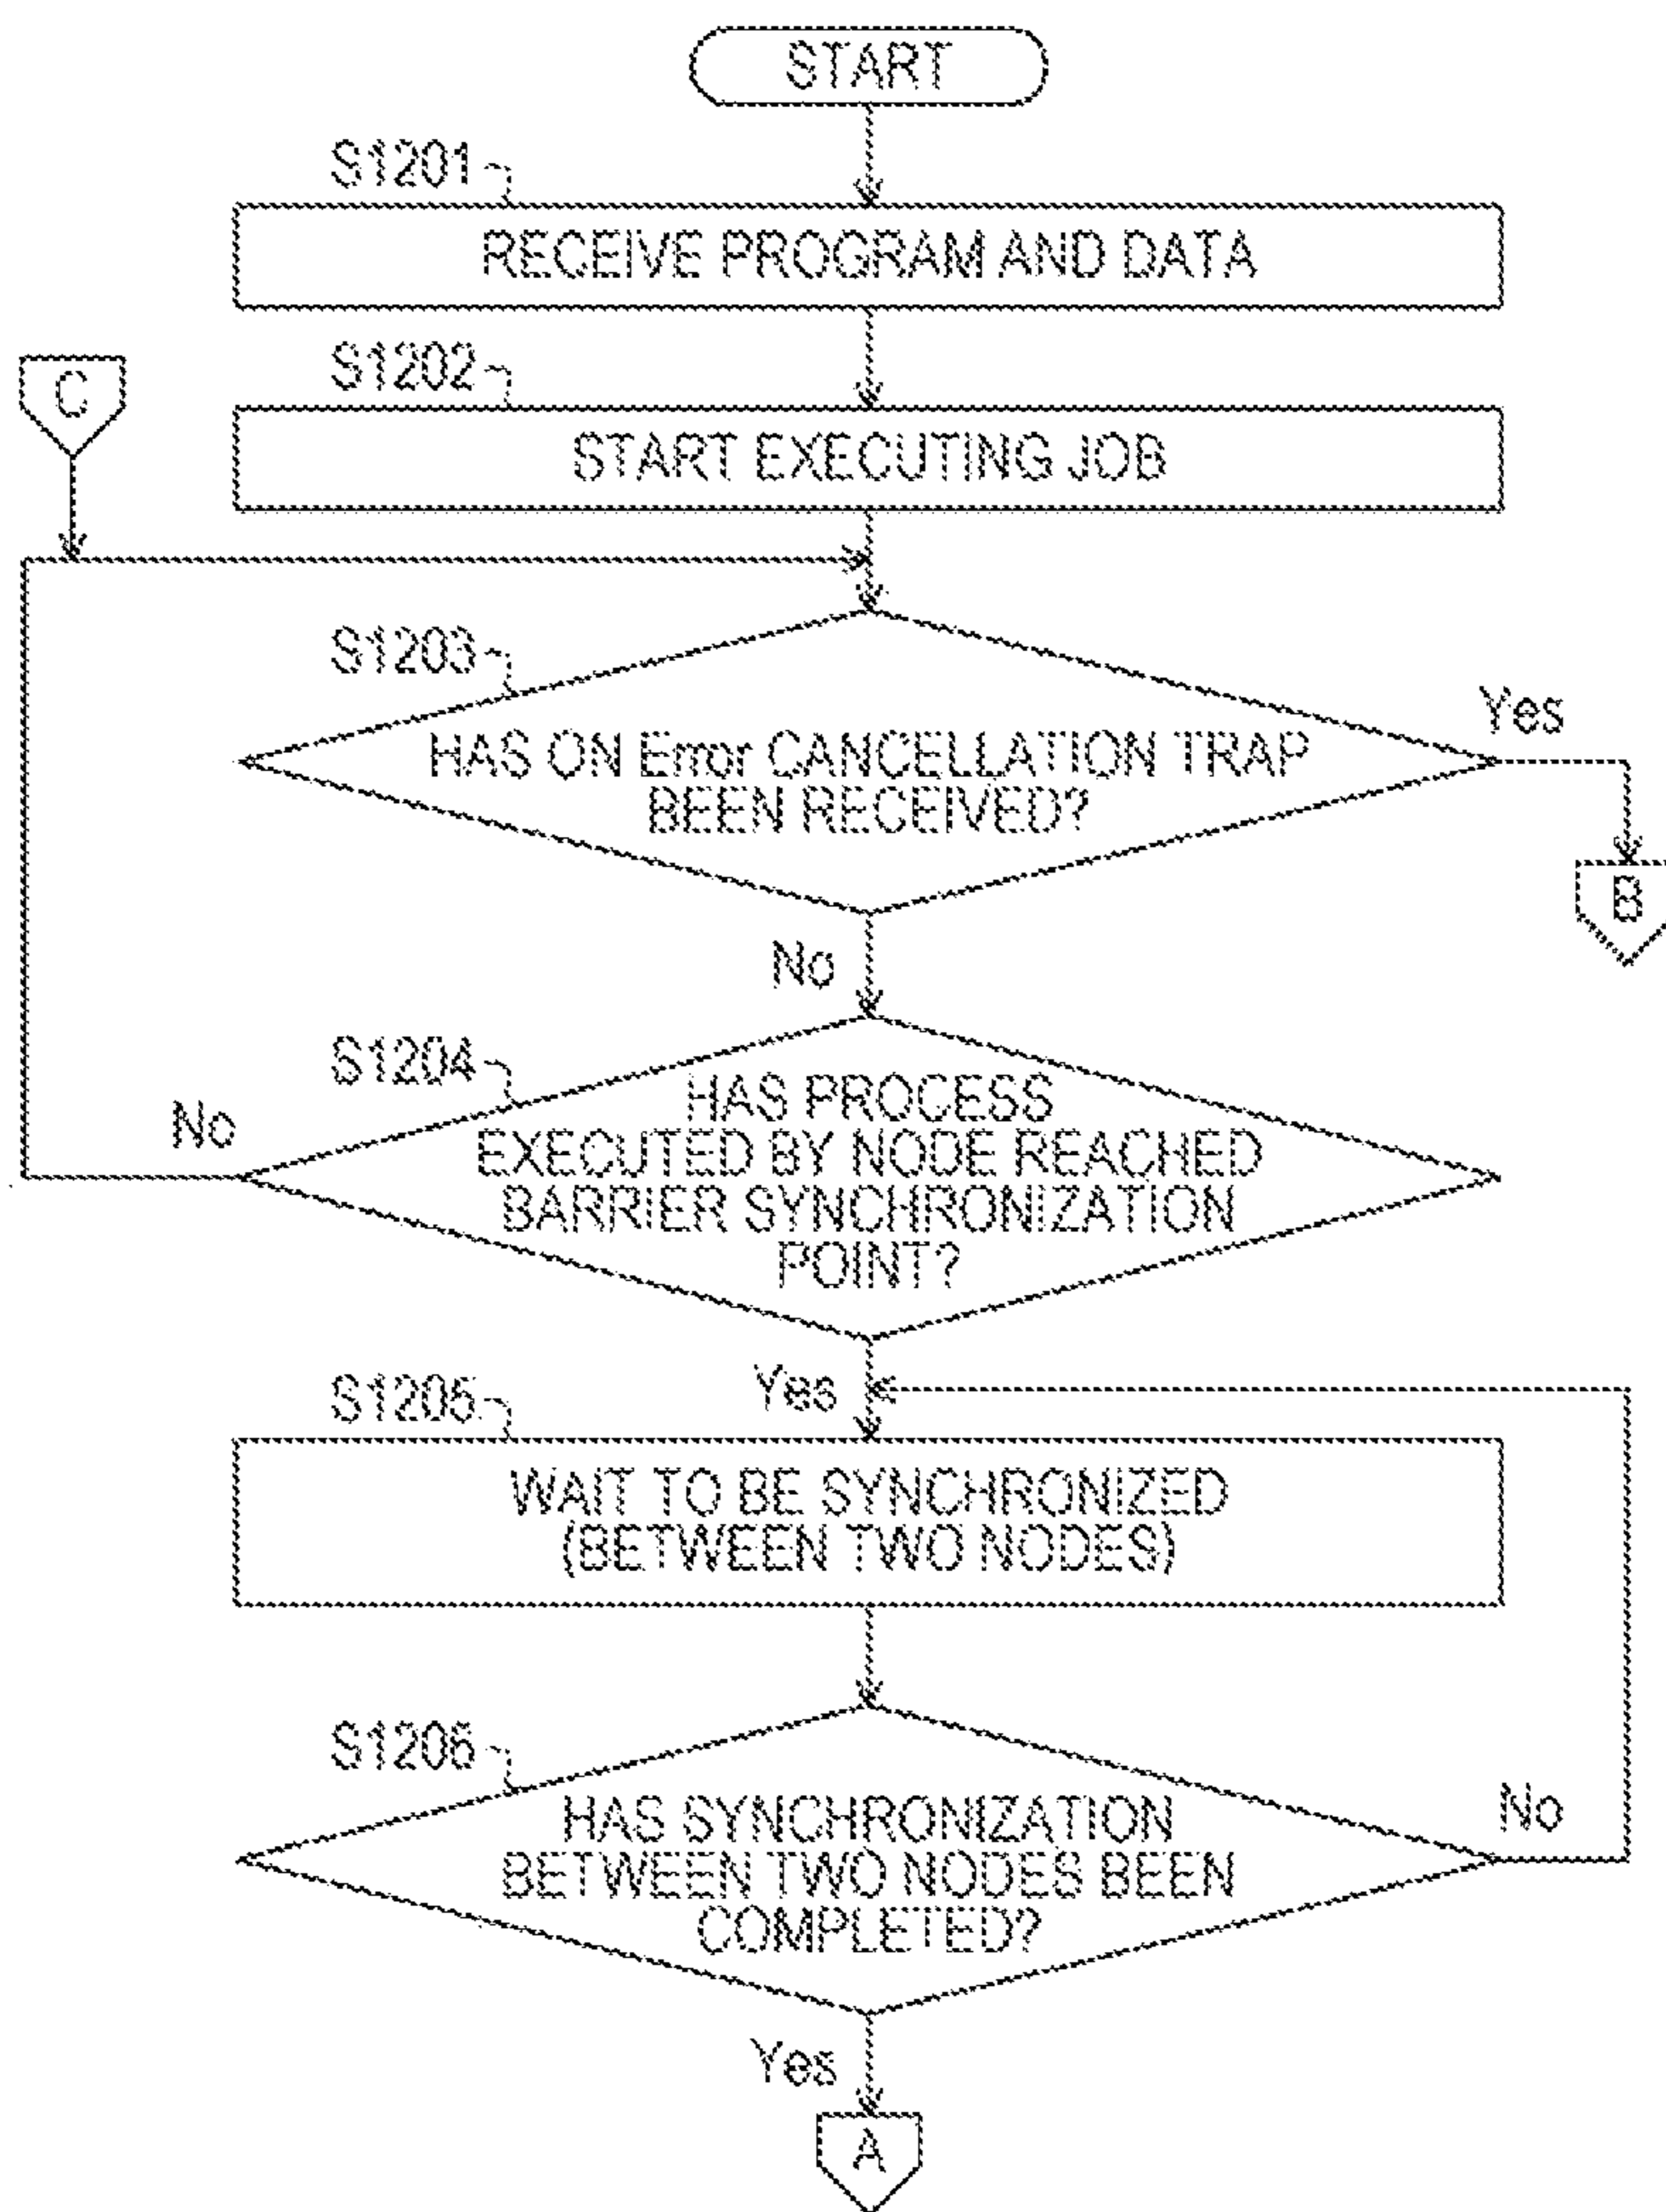 START
S1201
RECEIVE PROGRAM AND DATA
C
S1202
START EXECUTING JOB
S1203
HAS ON Error CANCELLATION TRAP
BEEN RECEIVED?
Yes
B
No
S1204
HAS PROCESS
EXECUTED BY NODE REACHED
BARRIER SYNCHRONIZATION
POINT?
No
Yes
S1205
WAIT TO BE SYNCHRONIZED
(BETWEEN TWO NODES)
S1206
HAS SYNCHRONIZATION
BETWEEN TWO NODES BEEN
COMPLETED?
No
Yes
A